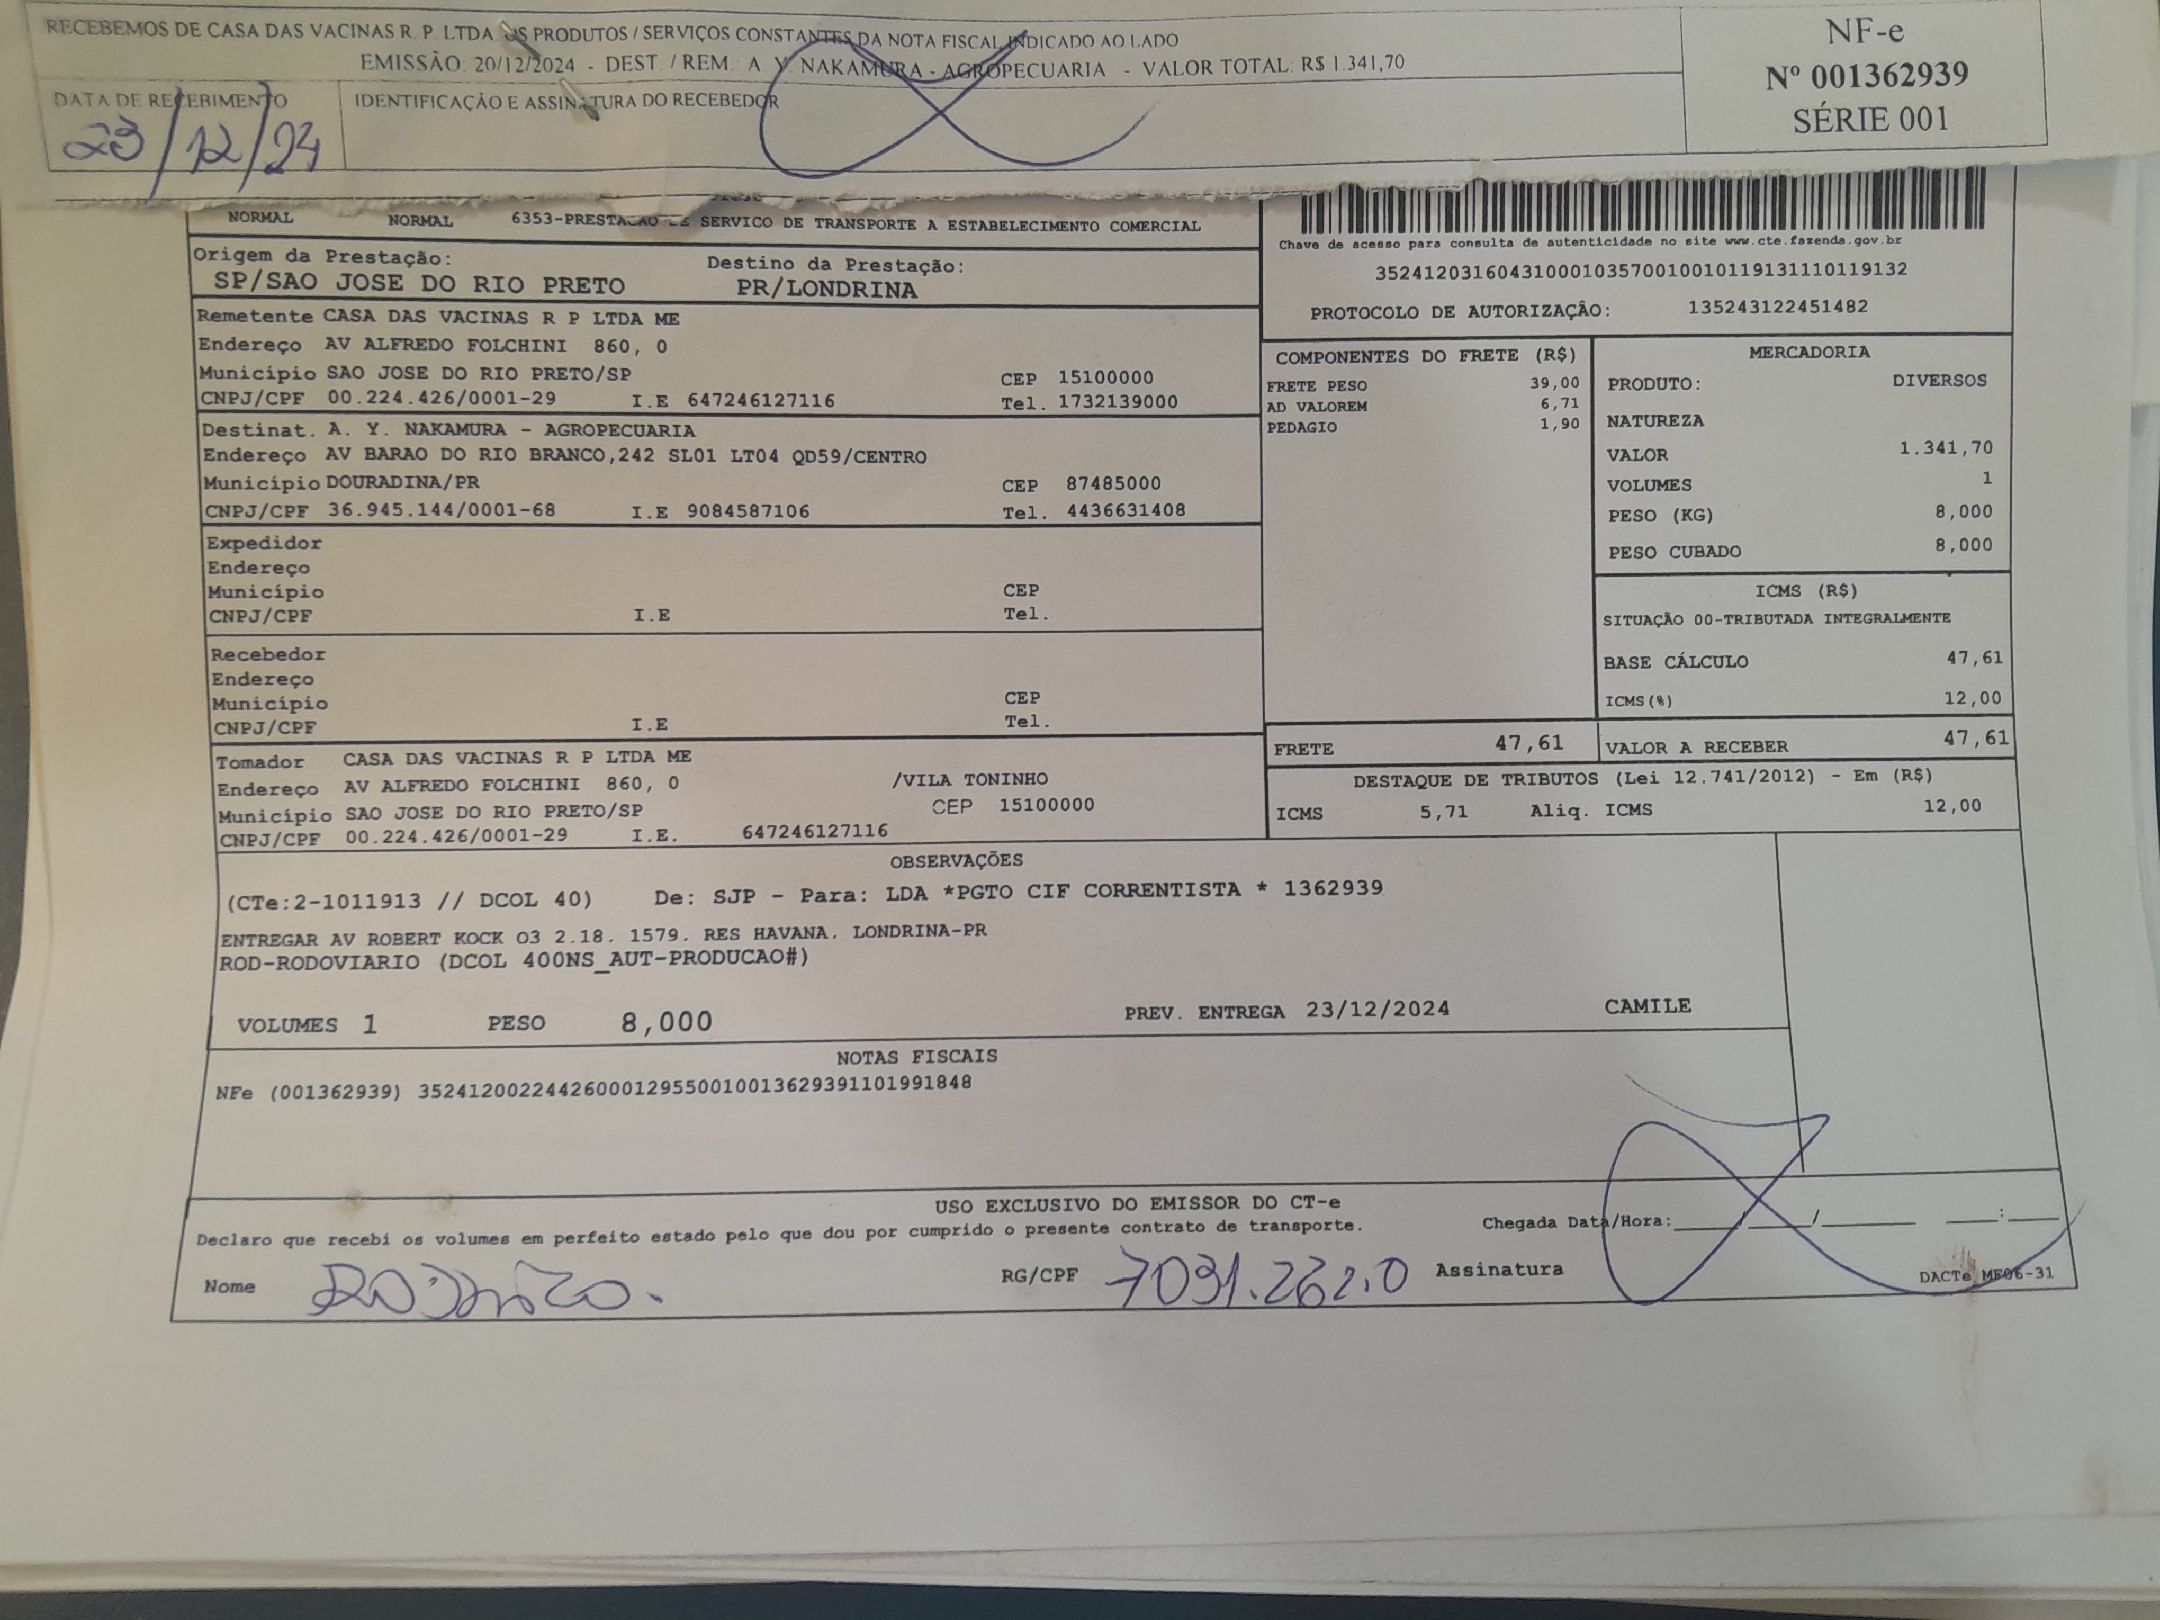 RECEBEMOS DE CASA DAS VACINAS R. P. LTDA OS PRODUTOS / SERVIÇOS CONSTANTES DA NOTA FISCAL INDICADO AO LADO
EMISSÃO: 20/12/2024 - DEST. / REM.: A. Y. NAKAMURA - AGROPECUARIA - VALOR TOTAL: R$ 1.341,70
DATA DE RECEBIMENTO
23/12/24
IDENTIFICAÇÃO E ASSINATURA DO RECEBEDOR
NF-e
Nº 001362939
SÉRIE 001
NORMAL NORMAL 6353-PRESTACAO DE SERVICO DE TRANSPORTE A ESTABELECIMENTO COMERCIAL
Chave de acesso para consulta de autenticidade no site www.cte.fazenda.gov.br
35241203160431000103570010010119131110119132
PROTOCOLO DE AUTORIZAÇÂO: 135243122451482
Origem da Prestação: Destino da Prestação:
SP/SAO JOSE DO RIO PRETO PR/LONDRINA
Remetente CASA DAS VACINAS R P LTDA ME
Endereço AV ALFREDO FOLCHINI 860, 0
Município SAO JOSE DO RIO PRETO/SP CEP 15100000
CNPJ/CPF 00.224.426/0001-29 I.E 647246127116 Tel. 1732139000
Destinat. A. Y. NAKAMURA - AGROPECUARIA
Endereço AV BARAO DO RIO BRANCO,242 SL01 LT04 QD59/CENTRO
Município DOURADINA/PR CEP 87485000
CNPJ/CPF 36.945.144/0001-68 I.E 9084587106 Tel. 4436631408
Expedidor
Endereço
Município CEP
CNPJ/CPF I.E Tel.
Recebedor
Endereço
Município CEP
CNPJ/CPF I.E Tel.
Tomador CASA DAS VACINAS R P LTDA ME
Endereço AV ALFREDO FOLCHINI 860, 0 /VILA TONINHO
Município SAO JOSE DO RIO PRETO/SP CEP 15100000
CNPJ/CPF 00.224.426/0001-29 I.E. 647246127116
COMPONENTES DO FRETE (R$)
FRETE PESO 39,00
AD VALOREM 6,71
PEDAGIO 1,90
MERCADORIA
PRODUTO: DIVERSOS
NATUREZA
VALOR 1.341,70
VOLUMES 1
PESO (KG) 8,000
PESO CUBADO 8,000
ICMS (R$)
SITUAÇÃO 00-TRIBUTADA INTEGRALMENTE
BASE CÁLCULO 47,61
ICMS(%) 12,00
FRETE 47,61 VALOR A RECEBER 47,61
DESTAQUE DE TRIBUTOS (Lei 12.741/2012) - Em (R$)
ICMS 5,71 Aliq. ICMS 12,00
OBSERVAÇÕES
(CTe:2-1011913 // DCOL 40) De: SJP - Para: LDA *PGTO CIF CORRENTISTA * 1362939
ENTREGAR AV ROBERT KOCK O3 2.18. 1579. RES HAVANA. LONDRINA-PR
ROD-RODOVIARIO (DCOL 400NS_AUT-PRODUCAO#)
VOLUMES 1 PESO 8,000 PREV. ENTREGA 23/12/2024 CAMILE
NOTAS FISCAIS
NFe (001362939) 35241200224426000129550010013629391101991848
USO EXCLUSIVO DO EMISSOR DO CT-e
Declaro que recebi os volumes em perfeito estado pelo que dou por cumprido o presente contrato de transporte. Chegada Data/Hora:____/____/______ ___:___
Nome RG/CPF 7091.262.0 Assinatura DACTe MF06-31